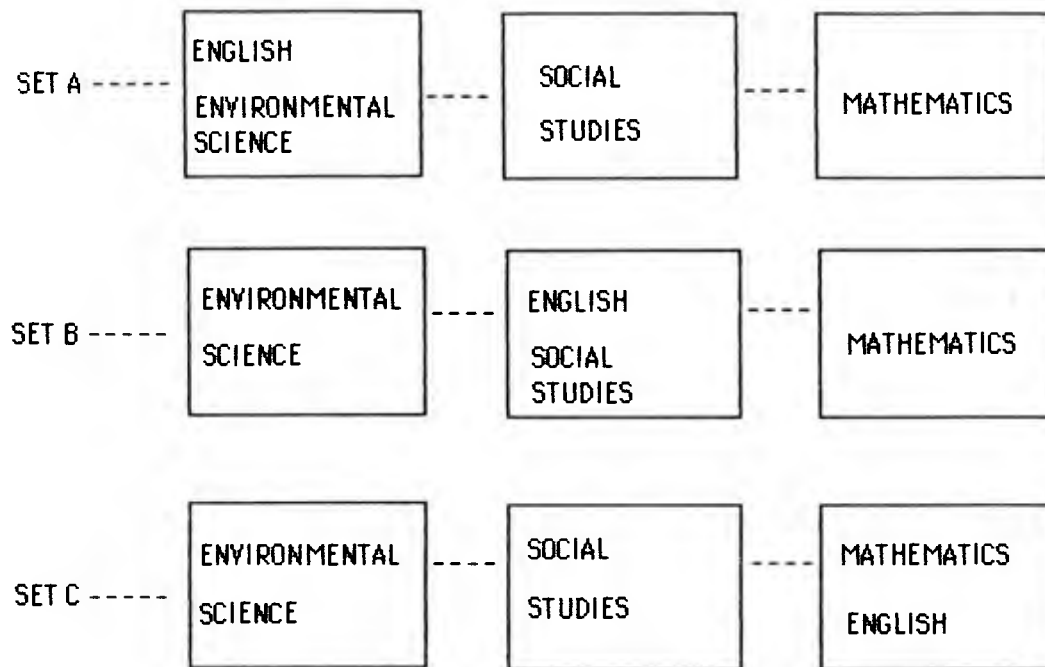 SET A
ENGLISH
ENVIRONMENTAL
SCIENCE
SOCIAL
STUDIES
MATHEMATICS
SET B
ENVIRONMENTAL
SCIENCE
ENGLISH
SOCIAL
STUDIES
MATHEMATICS
SET C
ENVIRONMENTAL
SCIENCE
SOCIAL
STUDIES
MATHEMATICS
ENGLISH